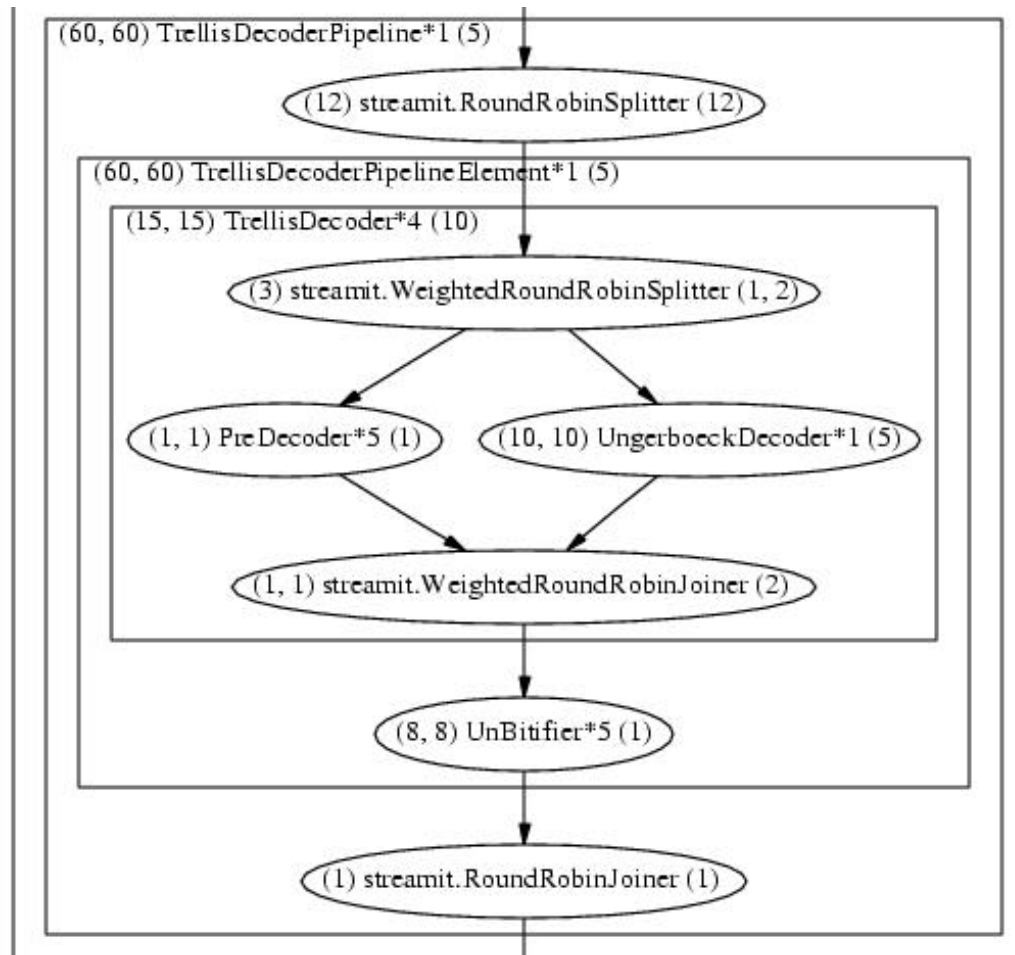 (60, 60) TrellisDecoderPipeline*1 (5)
(12) streamit.RoundRobinSplitter (12)
(60, 60) TrellisDecoderPipelineElement*1 (5)
(15, 15) TrellisDecoder*4 (10)
(3) streamit.WeightedRoundRobinSplitter (1, 2)
(1, 1) PreDecoder*5 (1)
(10, 10) UngerboeckDecoder*1 (5)
(1, 1) streamit.WeightedRoundRobinJoiner (2)
(8, 8) UnBitifier*5 (1)
(1) streamit.RoundRobinJoiner (1)